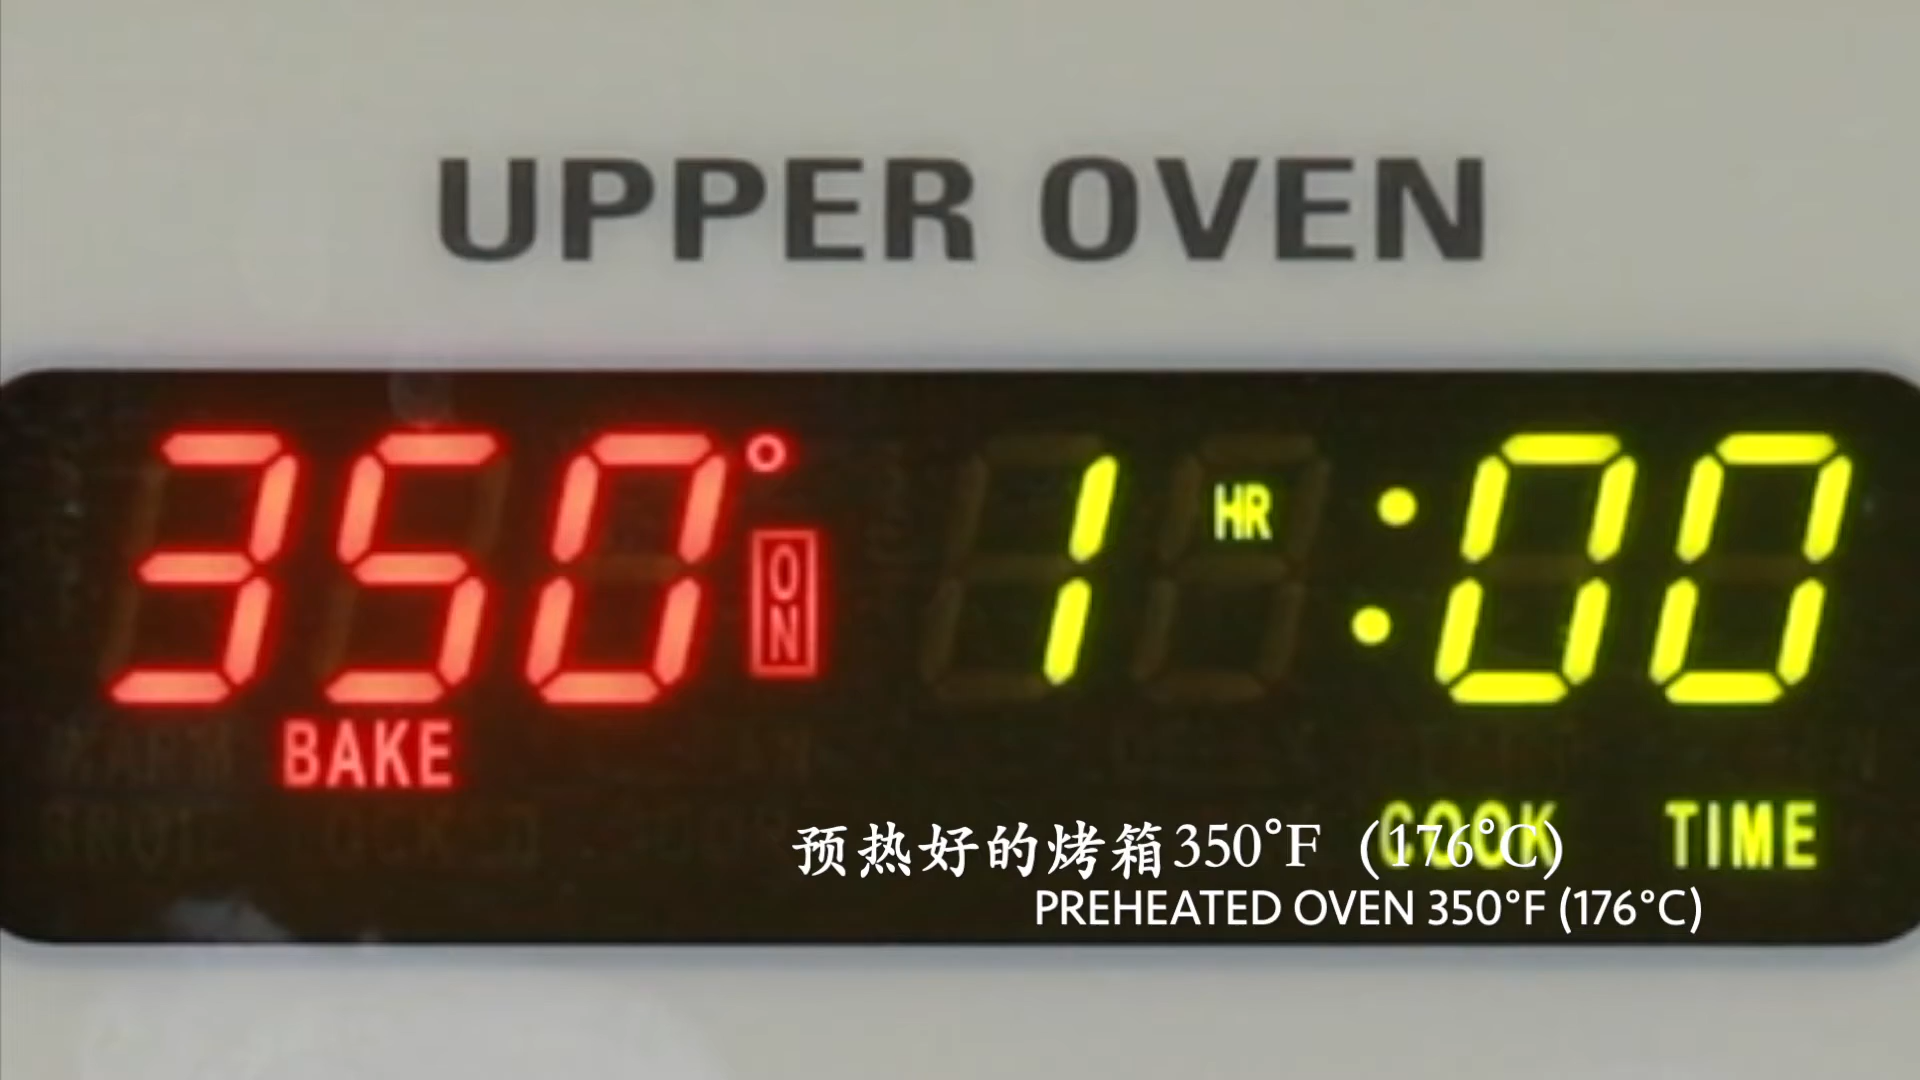 UPPER OVEN
350° 1 HR :00
ON
BAKE
COOK TIME
预热好的烤箱350°F (176°C)
PREHEATED OVEN 350°F (176°C)